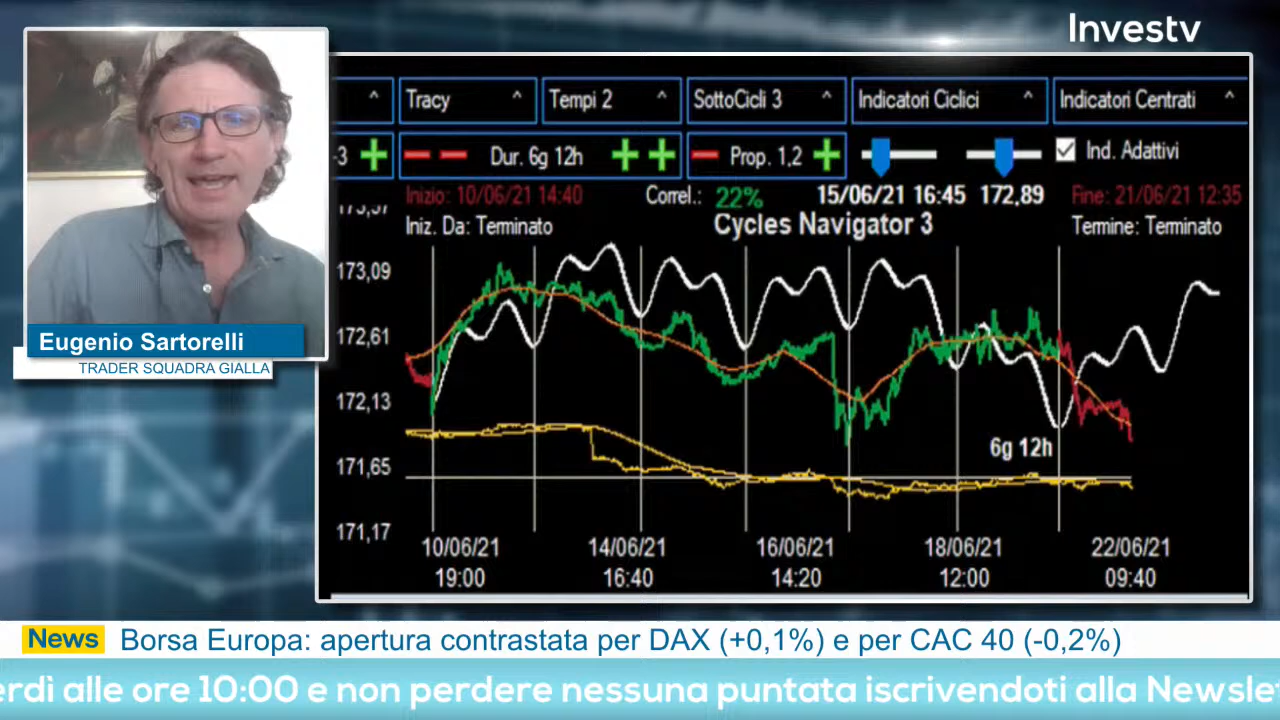 Investv
Tracy ^ Tempi 2 ^ SottoCicli 3 ^ Indicatori Ciclici ^ Indicatori Centrati ^
-3 Dur. 6g 12h Prop. 1,2 Ind. Adattivi
Inizio: 10/06/21 14:40 Correl.: 22% 15/06/21 16:45 172,89 Fine: 21/06/21 12:35
Iniz. Da: Terminato Cycles Navigator 3 Termine: Terminato
173,09
172,61
172,13
171,65
171,17
6g 12h
10/06/21 14/06/21 16/06/21 18/06/21 22/06/21
19:00 16:40 14:20 12:00 09:40
Eugenio Sartorelli
TRADER SQUADRA GIALLA
News Borsa Europa: apertura contrastata per DAX (+0,1%) e per CAC 40 (-0,2%)
erdì alle ore 10:00 e non perdere nessuna puntata iscrivendoti alla Newsle